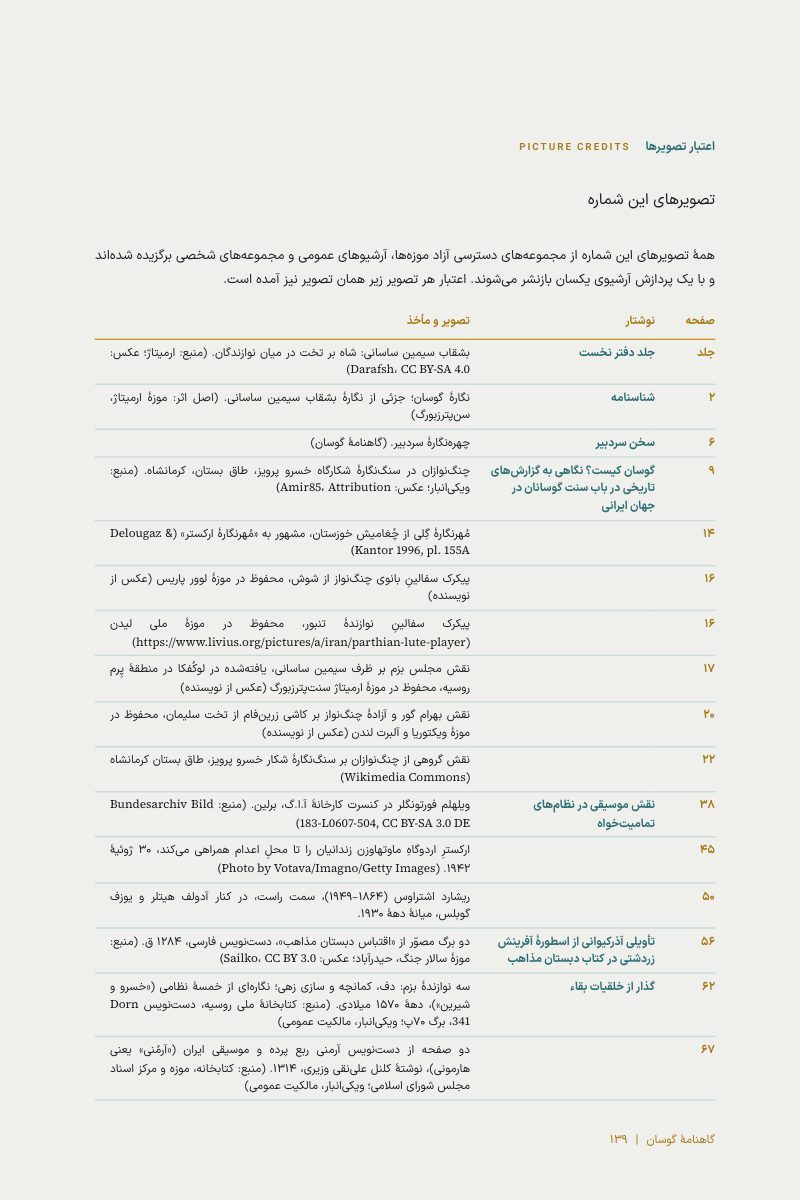 اعتبار تصویرها PICTURE CREDITS
تصویرهای این شماره
همهٔ تصویرهای این شماره از مجموعه‌های دسترسی آزاد موزه‌ها، آرشیوهای عمومی و مجموعه‌های شخصی برگزیده شده‌اند
و با یک پردازش آرشیوی یکسان بازنشر می‌شوند. اعتبار هر تصویر زیر همان تصویر نیز آمده است.
صفحه نوشتار تصویر و مأخذ
جلد جلد دفتر نخست بشقاب سیمین ساسانی: شاه بر تخت در میان نوازندگان. (منبع: ارمیتاژ؛ عکس:
Darafsh، CC BY-SA 4.0)
۲ شناسنامه نگارهٔ گوسان؛ جزئی از نگارهٔ بشقاب سیمین ساسانی. (اصل اثر: موزهٔ ارمیتاژ،
سن‌پترزبورگ)
۶ سخن سردبیر چهره‌نگارهٔ سردبیر. (گاهنامهٔ گوسان)
۹ گوسان کیست؟ نگاهی به گزارش‌های چنگ‌نوازان در سنگ‌نگارهٔ شکارگاه خسرو پرویز، طاق بستان، کرمانشاه. (منبع:
تاریخی در باب سنت گوسانان در ویکی‌انبار؛ عکس: Amir85، Attribution)
جهان ایرانی
۱۴ مُهرنگارهٔ گِلی از چُغامیش خوزستان، مشهور به «مُهرنگارهٔ ارکستر» (Delougaz &
Kantor 1996, pl. 155A)
۱۶ پیکرک سفالینِ بانوی چنگ‌نواز از شوش، محفوظ در موزهٔ لوور پاریس (عکس از
نویسنده)
۱۶ پیکرک سفالینِ نوازندهٔ تنبور، محفوظ در موزهٔ ملی لیدن
(https://www.livius.org/pictures/a/iran/parthian-lute-player)
۱۷ نقش مجلس بزم بر ظرف سیمین ساسانی، یافته‌شده در لوکُفکا در منطقهٔ پِرم
روسیه، محفوظ در موزهٔ ارمیتاژ سنت‌پترزبورگ (عکس از نویسنده)
۲۰ نقش بهرام گور و آزادهٔ چنگ‌نواز بر کاشی زرین‌فام از تخت سلیمان، محفوظ در
موزهٔ ویکتوریا و آلبرت لندن (عکس از نویسنده)
۲۲ نقش گروهی از چنگ‌نوازان بر سنگ‌نگارهٔ شکار خسرو پرویز، طاق بستان کرمانشاه
(Wikimedia Commons)
۳۸ نقش موسیقی در نظام‌های ویلهلم فورتونگلر در کنسرت کارخانهٔ آ.ا.گ، برلین. (منبع: Bundesarchiv Bild
تمامیت‌خواه 183-L0607-504, CC BY-SA 3.0 DE)
۴۵ ارکسترِ اردوگاهِ ماوتهاوزن زندانیان را تا محلِ اعدام همراهی می‌کند، ۳۰ ژوئیهٔ
۱۹۴۲. (Photo by Votava/Imagno/Getty Images)
۵۰ ریشارد اشتراوس (۱۸۶۴–۱۹۴۹)، سمت راست، در کنار آدولف هیتلر و یوزف
گوبلس، میانهٔ دههٔ ۱۹۳۰.
۵۶ تأویلی آذرکیوانی از اسطورهٔ آفرینش دو برگ مصوّر از «اقتباس دبستان مذاهب»، دست‌نویس فارسی، ۱۲۸۴ ق. (منبع:
زردشتی در کتاب دبستان مذاهب موزهٔ سالار جنگ، حیدرآباد؛ عکس: Sailko، CC BY 3.0)
۶۲ گذار از خلقیات بقاء سه نوازندهٔ بزم: دف، کمانچه و سازی زهی؛ نگاره‌ای از خمسهٔ نظامی («خسرو و
شیرین»)، دههٔ ۱۵۷۰ میلادی. (منبع: کتابخانهٔ ملی روسیه، دست‌نویس Dorn
341، برگ ۷۰پ؛ ویکی‌انبار، مالکیت عمومی)
۶۷ دو صفحه از دست‌نویس آرمنی ربع پرده و موسیقی ایران («آرمُنی» یعنی
هارمونی)، نوشتهٔ کلنل علی‌نقی وزیری، ۱۳۱۴. (منبع: کتابخانه، موزه و مرکز اسناد
مجلس شورای اسلامی؛ ویکی‌انبار، مالکیت عمومی)
گاهنامهٔ گوسان | ۱۳۹